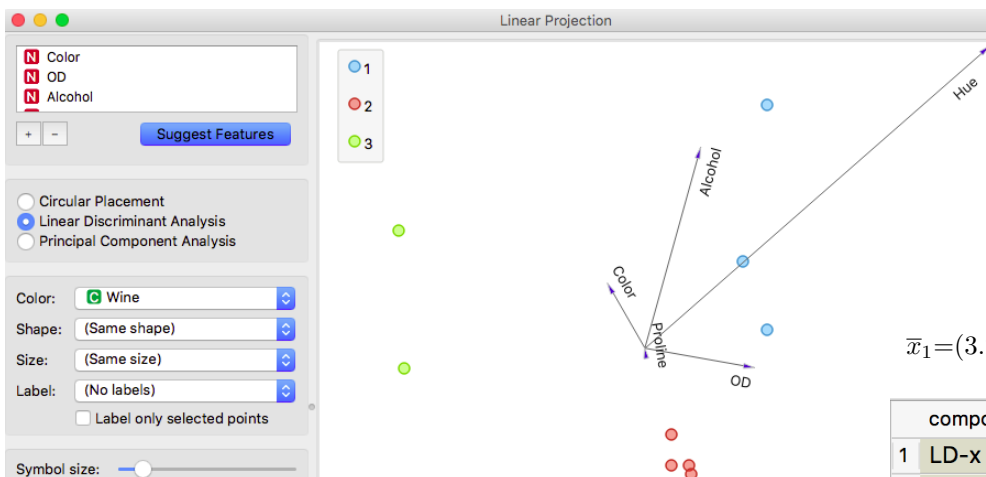 Linear Projection
N Color
N OD
N Alcohol
+ -
Suggest Features
Circular Placement
Linear Discriminant Analysis
Principal Component Analysis
Color: C Wine
Shape: (Same shape)
Size: (Same size)
Label: (No labels)
Label only selected points
Symbol size:
1
2
3
Hue
Alcohol
Color
Proline
OD
x̅₁=(3.
compo
1 LD-x